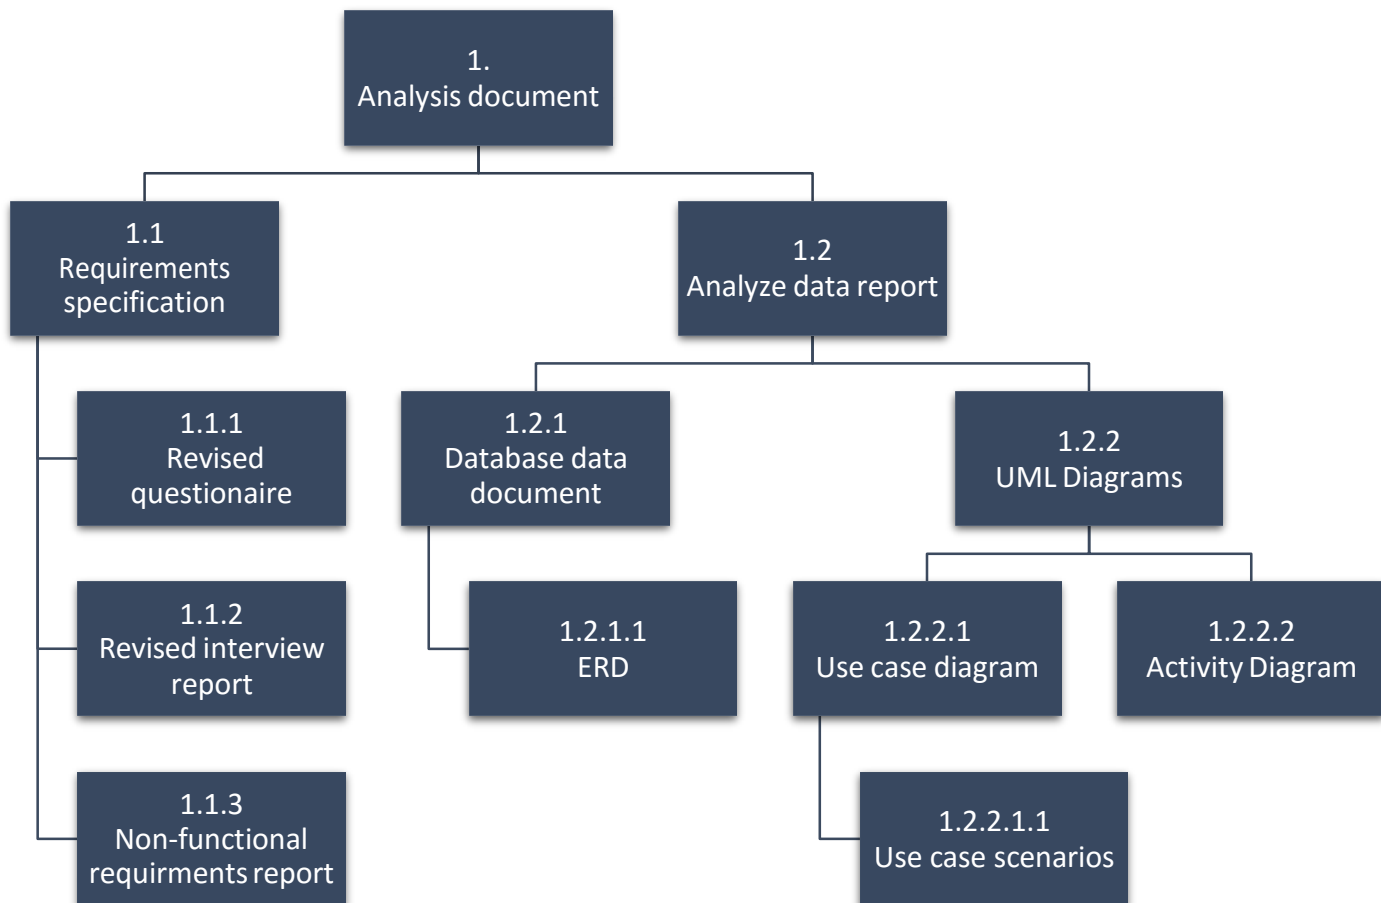 1.
Analysis document
1.1
Requirements
specification
1.2
Analyze data report
1.1.1
Revised
questionaire
1.2.1
Database data
document
1.2.2
UML Diagrams
1.1.2
Revised interview
report
1.2.1.1
ERD
1.2.2.1
Use case diagram
1.2.2.2
Activity Diagram
1.1.3
Non-functional
requirments report
1.2.2.1.1
Use case scenarios